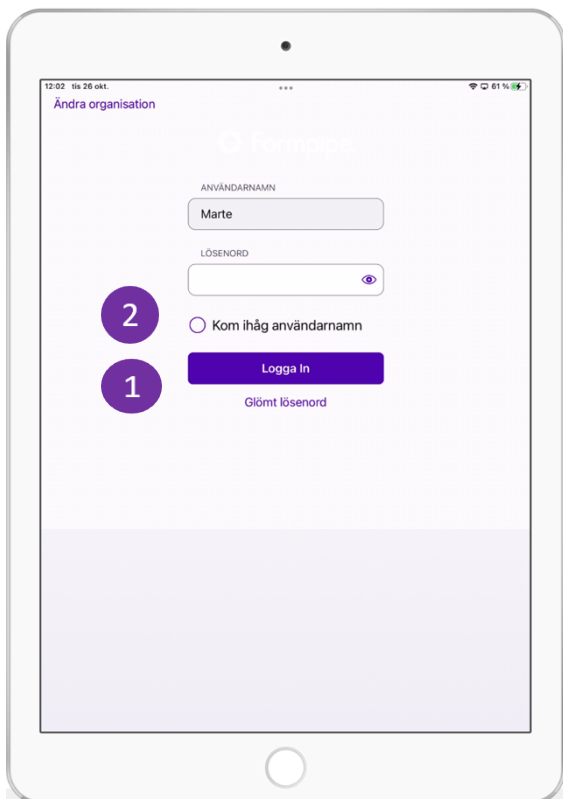 12:02 tis 26 okt.
61 %
Ändra organisation
Formpipe.
ANVÄNDARNAMN
Marte
LÖSENORD
2
Kom ihåg användarnamn
1
Logga In
Glömt lösenord